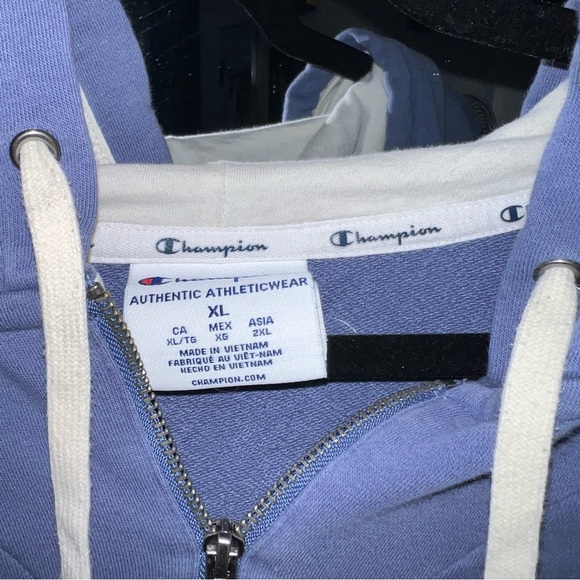 Champion
Champion
Champion
AUTHENTIC ATHLETICWEAR
XL
CA MEX ASIA
XL/TG XG 2XL
MADE IN VIETNAM
FABRIQUÉ AU VIÊT-NAM
HECHO EN VIETNAM
CHAMPION.COM